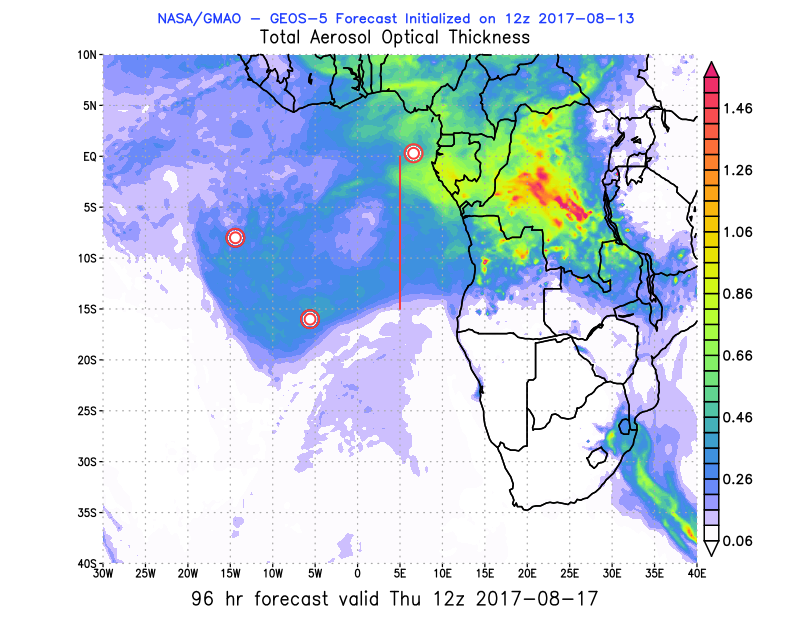 NASA/GMAO - GEOS-5 Forecast Initialized on 12z 2017-08-13
Total Aerosol Optical Thickness
10N
5N
EQ
5S
10S
15S
20S
25S
30S
35S
40S
30W 25W 20W 15W 10W 5W 0 5E 10E 15E 20E 25E 30E 35E 40E
1.46
1.26
1.06
0.86
0.66
0.46
0.26
0.06
96 hr forecast valid Thu 12z 2017-08-17